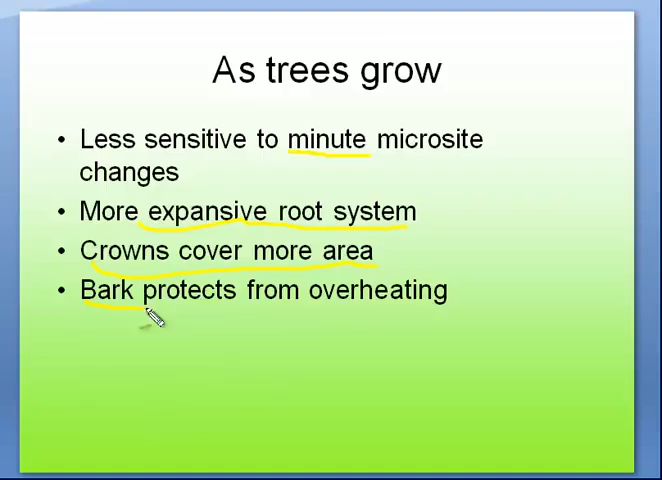 As trees grow
• Less sensitive to minute microsite
changes
• More expansive root system
• Crowns cover more area
• Bark protects from overheating